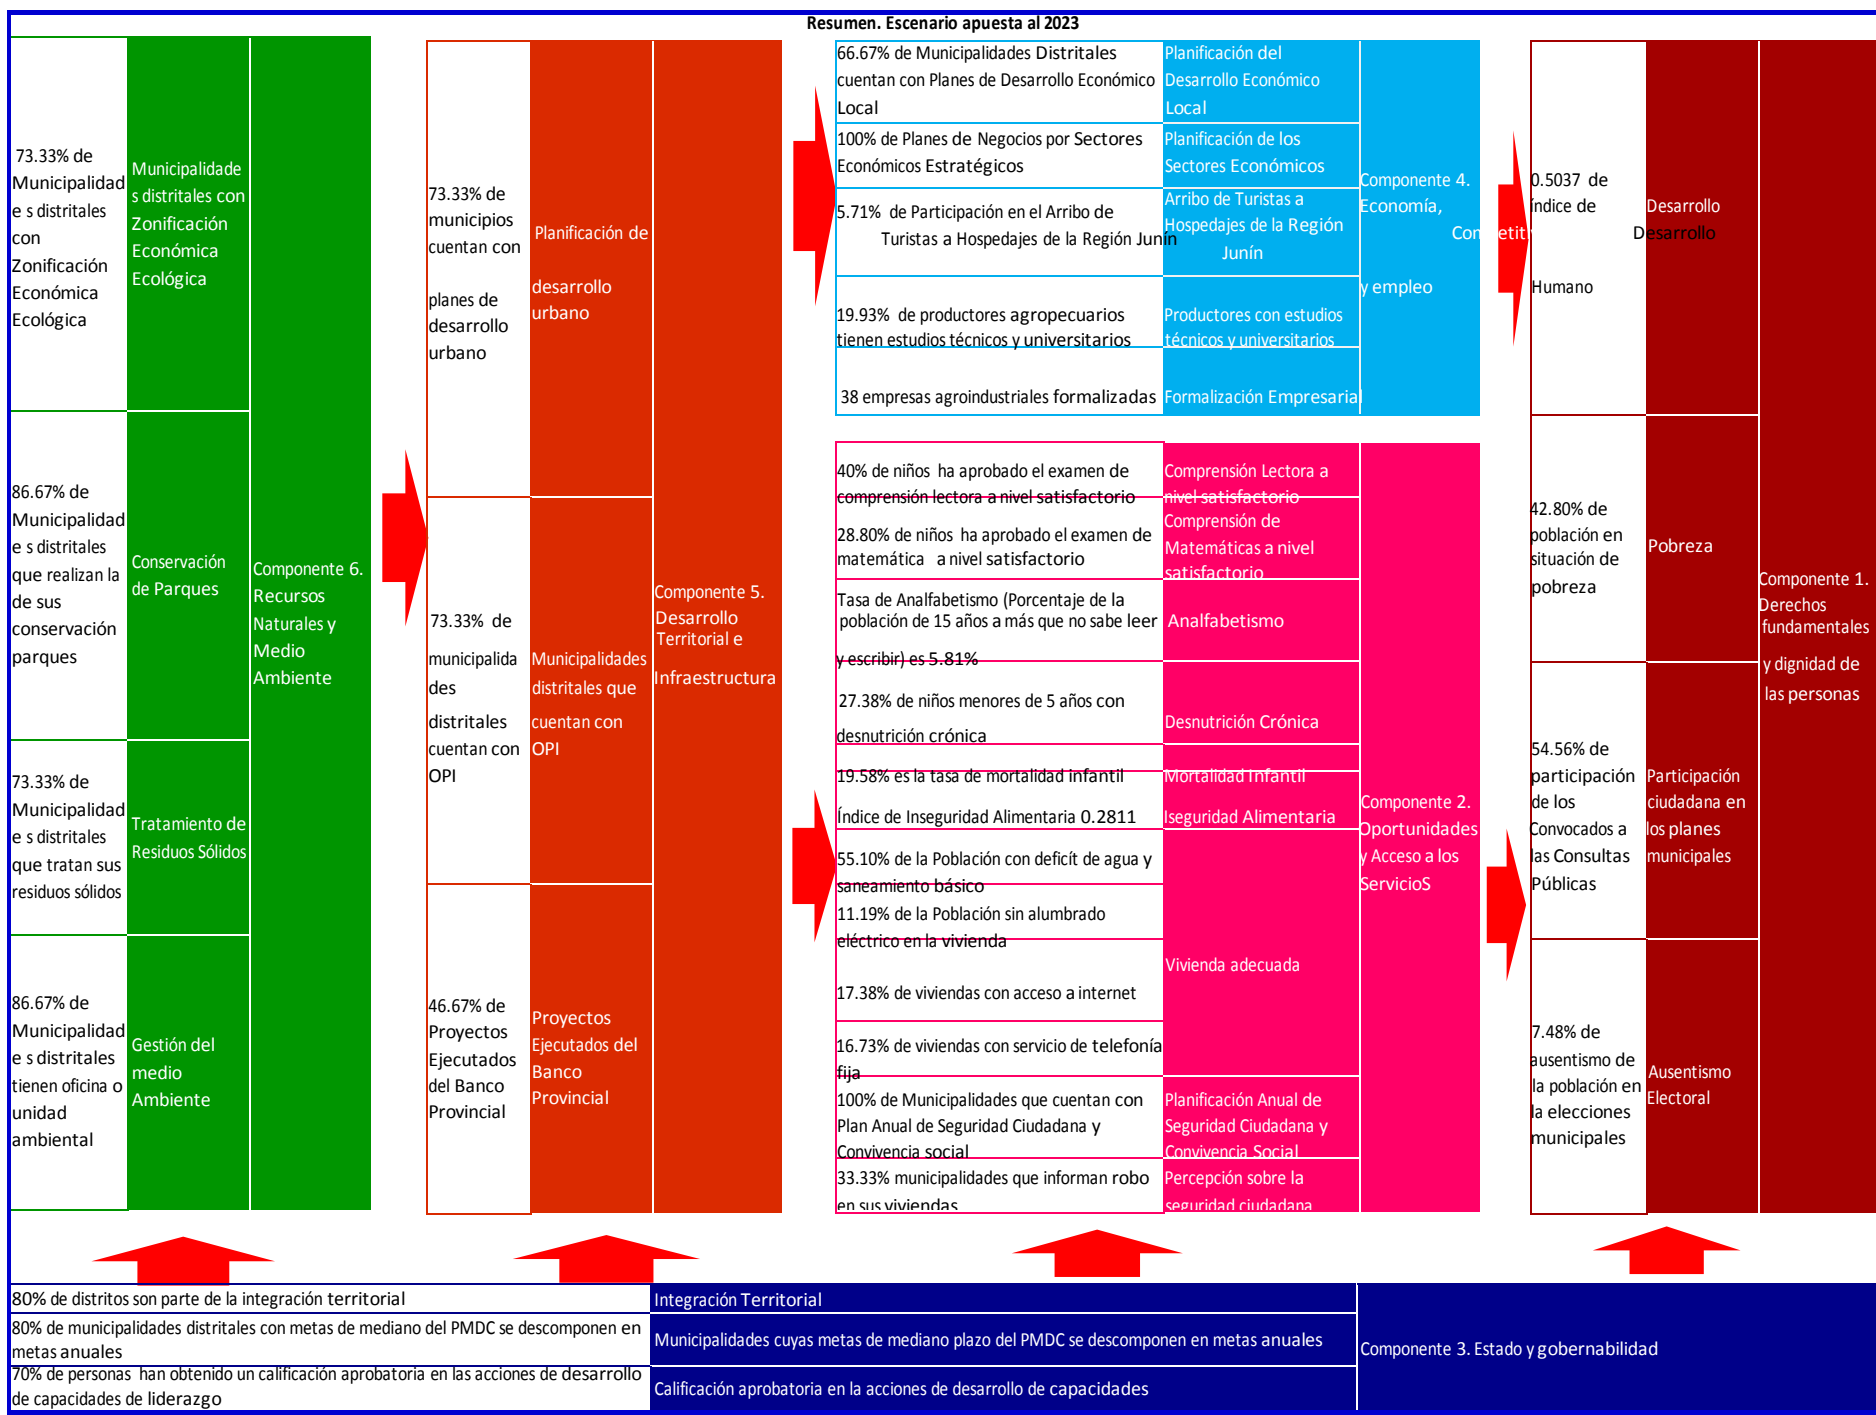 Resumen. Escenario apuesta al 2023
73.33% de
Municipalidad
e s distritales
con
Zonificación
Económica
Ecológica
Municipalidade
s distritales con
Zonificación
Económica
Ecológica
86.67% de
Municipalidad
e s distritales
que realizan la
de sus
conservación
parques
Conservación
de Parques
73.33% de
Municipalidad
e s distritales
que tratan sus
residuos sólidos
Tratamiento de
Residuos Sólidos
86.67% de
Municipalidad
e s distritales
tienen oficina o
unidad
ambiental
Gestión del
medio
Ambiente
Componente 6.
Recursos
Naturales y
Medio
Ambiente
73.33% de
municipios
cuentan con
planes de
desarrollo
urbano
Planificación de
desarrollo
urbano
73.33% de
municipalida
des
distritales
cuentan con
OPI
Municipalidades
distritales que
cuentan con
OPI
46.67% de
Proyectos
Ejecutados
del Banco
Provincial
Proyectos
Ejecutados del
Banco
Provincial
Componente 5.
Desarrollo
Territorial e
Infraestructura
66.67% de Municipalidades Distritales
cuentan con Planes de Desarrollo Económico
Local
Planificación del
Desarrollo Económico
Local
100% de Planes de Negocios por Sectores
Económicos Estratégicos
Planificación de los
Sectores Económicos
5.71% de Participación en el Arribo de
Turistas a Hospedajes de la Región Junín
Arribo de Turistas a
Hospedajes de la Región
Junín
19.93% de productores agropecuarios
tienen estudios técnicos y universitarios
Productores con estudios
técnicos y universitarios
38 empresas agroindustriales formalizadas
Formalización Empresarial
Componente 4.
Economía,
y empleo
40% de niños ha aprobado el examen de
comprensión lectora a nivel satisfactorio
Comprensión Lectora a
nivel satisfactorio
28.80% de niños ha aprobado el examen de
matemática a nivel satisfactorio
Comprensión de
Matemáticas a nivel
satisfactorio
Tasa de Analfabetismo (Porcentaje de la
población de 15 años a más que no sabe leer
y escribir) es 5.81%
Analfabetismo
27.38% de niños menores de 5 años con
desnutrición crónica
Desnutrición Crónica
19.58% es la tasa de mortalidad infantil
Mortalidad Infantil
Índice de Inseguridad Alimentaria 0.2811
Iseguridad Alimentaria
55.10% de la Población con deficít de agua y
saneamiento básico
11.19% de la Población sin alumbrado
eléctrico en la vivienda
17.38% de viviendas con acceso a internet
16.73% de viviendas con servicio de telefonía
fija
Vivienda adecuada
100% de Municipalidades que cuentan con
Plan Anual de Seguridad Ciudadana y
Convivencia social
Planificación Anual de
Seguridad Ciudadana y
Convivencia Social
33.33% municipalidades que informan robo
en sus viviendas
Percepción sobre la
seguridad ciudadana
Componente 2.
Oportunidades
y Acceso a los
ServicioS
0.5037 de
índice de
Humano
Desarrollo
Desarrollo
42.80% de
población en
situación de
pobreza
Pobreza
54.56% de
participación
de los
Convocados a
las Consultas
Públicas
Participación
ciudadana en
los planes
municipales
7.48% de
ausentismo de
la población en
la elecciones
municipales
Ausentismo
Electoral
Componente 1.
Derechos
fundamentales
y dignidad de
las personas
80% de distritos son parte de la integración territorial
Integración Territorial
80% de municipalidades distritales con metas de mediano del PMDC se descomponen en
metas anuales
Municipalidades cuyas metas de mediano plazo del PMDC se descomponen en metas anuales
70% de personas han obtenido un calificación aprobatoria en las acciones de desarrollo
de capacidades de liderazgo
Calificación aprobatoria en la acciones de desarrollo de capacidades
Componente 3. Estado y gobernabilidad